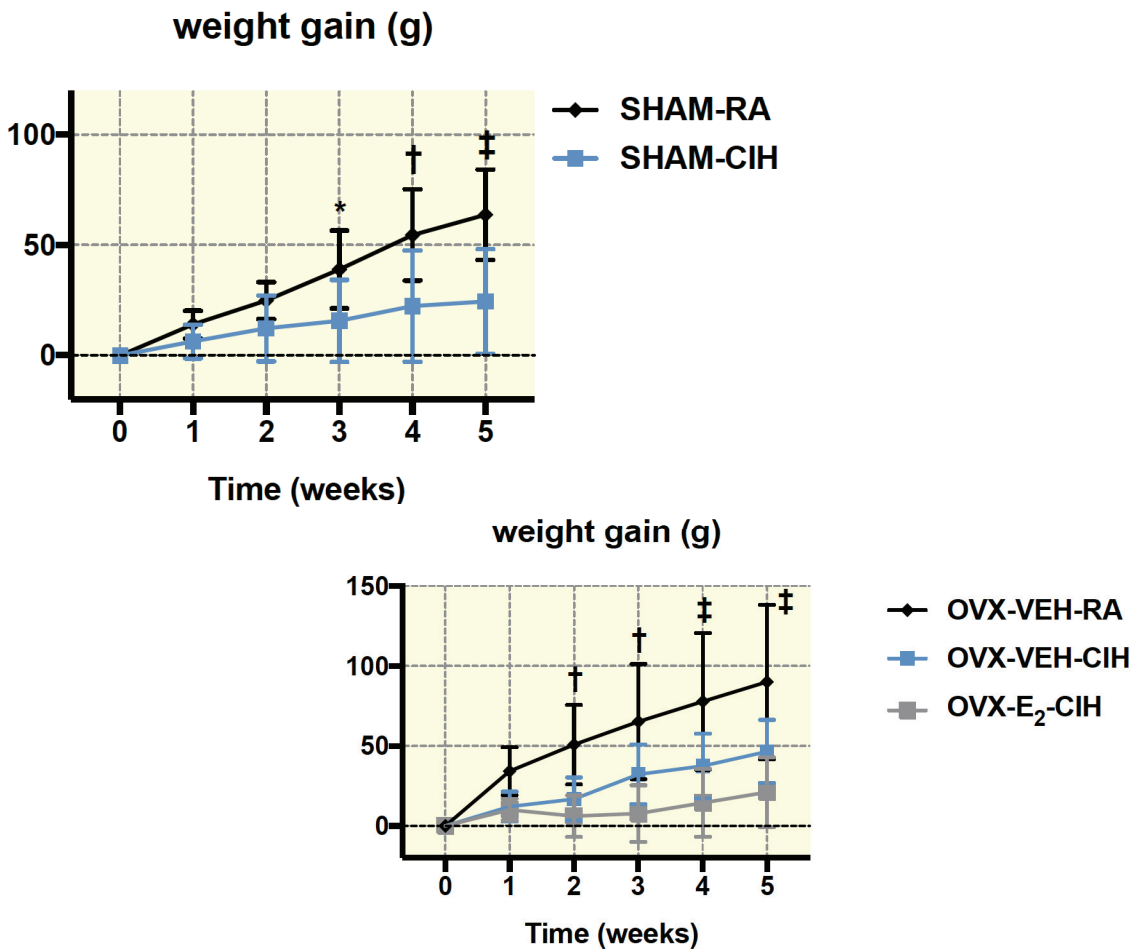 weight gain (g)
SHAM-RA
SHAM-CIH
100
50
0
*
†
‡
0 1 2 3 4 5
Time (weeks)
weight gain (g)
OVX-VEH-RA
OVX-VEH-CIH
OVX-E₂-CIH
150
100
50
0
†
†
‡
‡
0 1 2 3 4 5
Time (weeks)